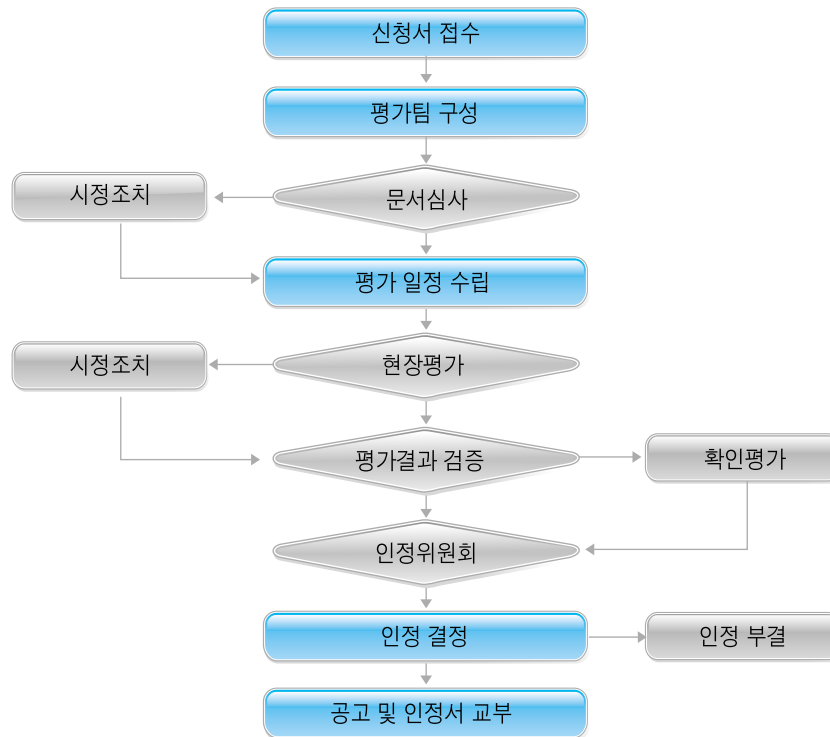 신청서 접수
평가팀 구성
시정조치
문서심사
평가 일정 수립
시정조치
현장평가
평가결과 검증
확인평가
인정위원회
인정 결정
인정 부결
공고 및 인정서 교부